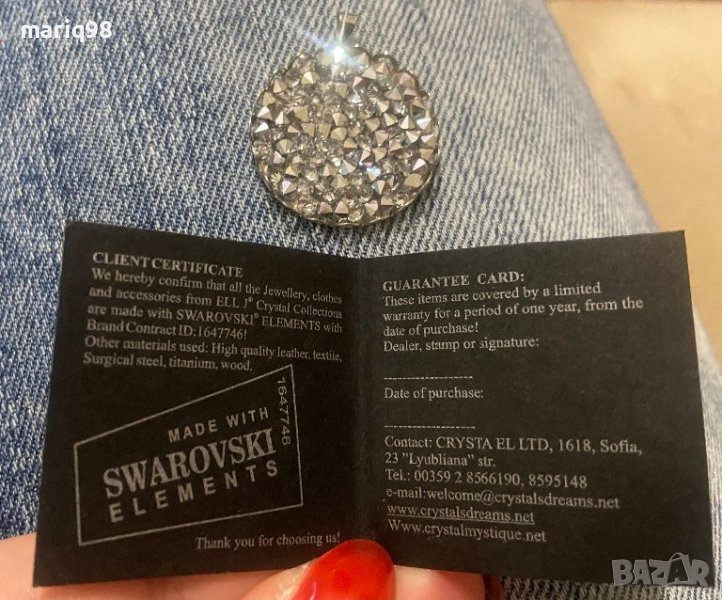 mariq98
CLIENT CERTIFICATE
We hereby confirm that all the Jewellery, clothes
and accessories from ELL J® Crystal Collections
are made with SWAROVSKI® ELEMENTS with
Brand Contract ID:1647746!
Other materials used: High quality leather, textile,
Surgical steel, titanium, wood.
MADE WITH
SWAROVSKI
ELEMENTS
1647746
Thank you for choosing us!
GUARANTEE CARD:
These items are covered by a limited
warranty for a period of one year, from the
date of purchase!
Dealer, stamp or signature:
--------------------
Date of purchase:
--------------------
Contact: CRYSTA EL LTD, 1618, Sofia,
23 "Lyubliana" str.
Tel.: 00359 2 8566190, 8595148
e-mail:welcome@crystalsdreams.net
www.crystalsdreams.net
Www.crystalmystique.net
BAZAR